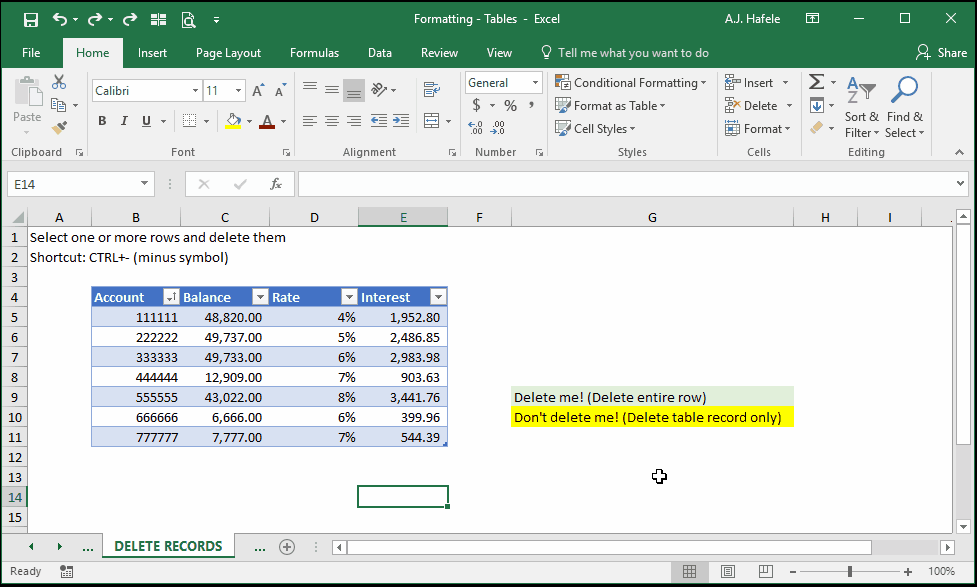 Formatting - Tables - Excel
A.J. Hafele
File Home Insert Page Layout Formulas Data Review View Tell me what you want to do Share
Paste
Calibri 11 A A
B I U A
General
$ % ,
.00
Conditional Formatting
Format as Table
Cell Styles
Insert
Delete
Format
Σ
Sort & Filter
Find & Select
Clipboard Font Alignment Number Styles Cells Editing
E14 fx
A B C D E F G H I
1 Select one or more rows and delete them
2 Shortcut: CTRL+- (minus symbol)
3
4 Account Balance Rate Interest
5 111111 48,820.00 4% 1,952.80
6 222222 49,737.00 5% 2,486.85
7 333333 49,733.00 6% 2,983.98
8 444444 12,909.00 7% 903.63
9 555555 43,022.00 8% 3,441.76 Delete me! (Delete entire row)
10 666666 6,666.00 6% 399.96 Don't delete me! (Delete table record only)
11 777777 7,777.00 7% 544.39
12
13
14
15
... DELETE RECORDS ...
Ready 100%